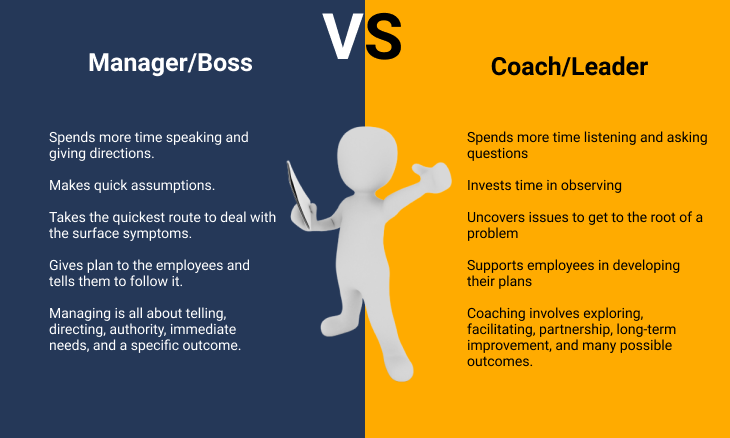 VS
Manager/Boss
Spends more time speaking and
giving directions.
Makes quick assumptions.
Takes the quickest route to deal with
the surface symptoms.
Gives plan to the employees and
tells them to follow it.
Managing is all about telling,
directing, authority, immediate
needs, and a specific outcome.
Coach/Leader
Spends more time listening and asking
questions
Invests time in observing
Uncovers issues to get to the root of a
problem
Supports employees in developing
their plans
Coaching involves exploring,
facilitating, partnership, long-term
improvement, and many possible
outcomes.